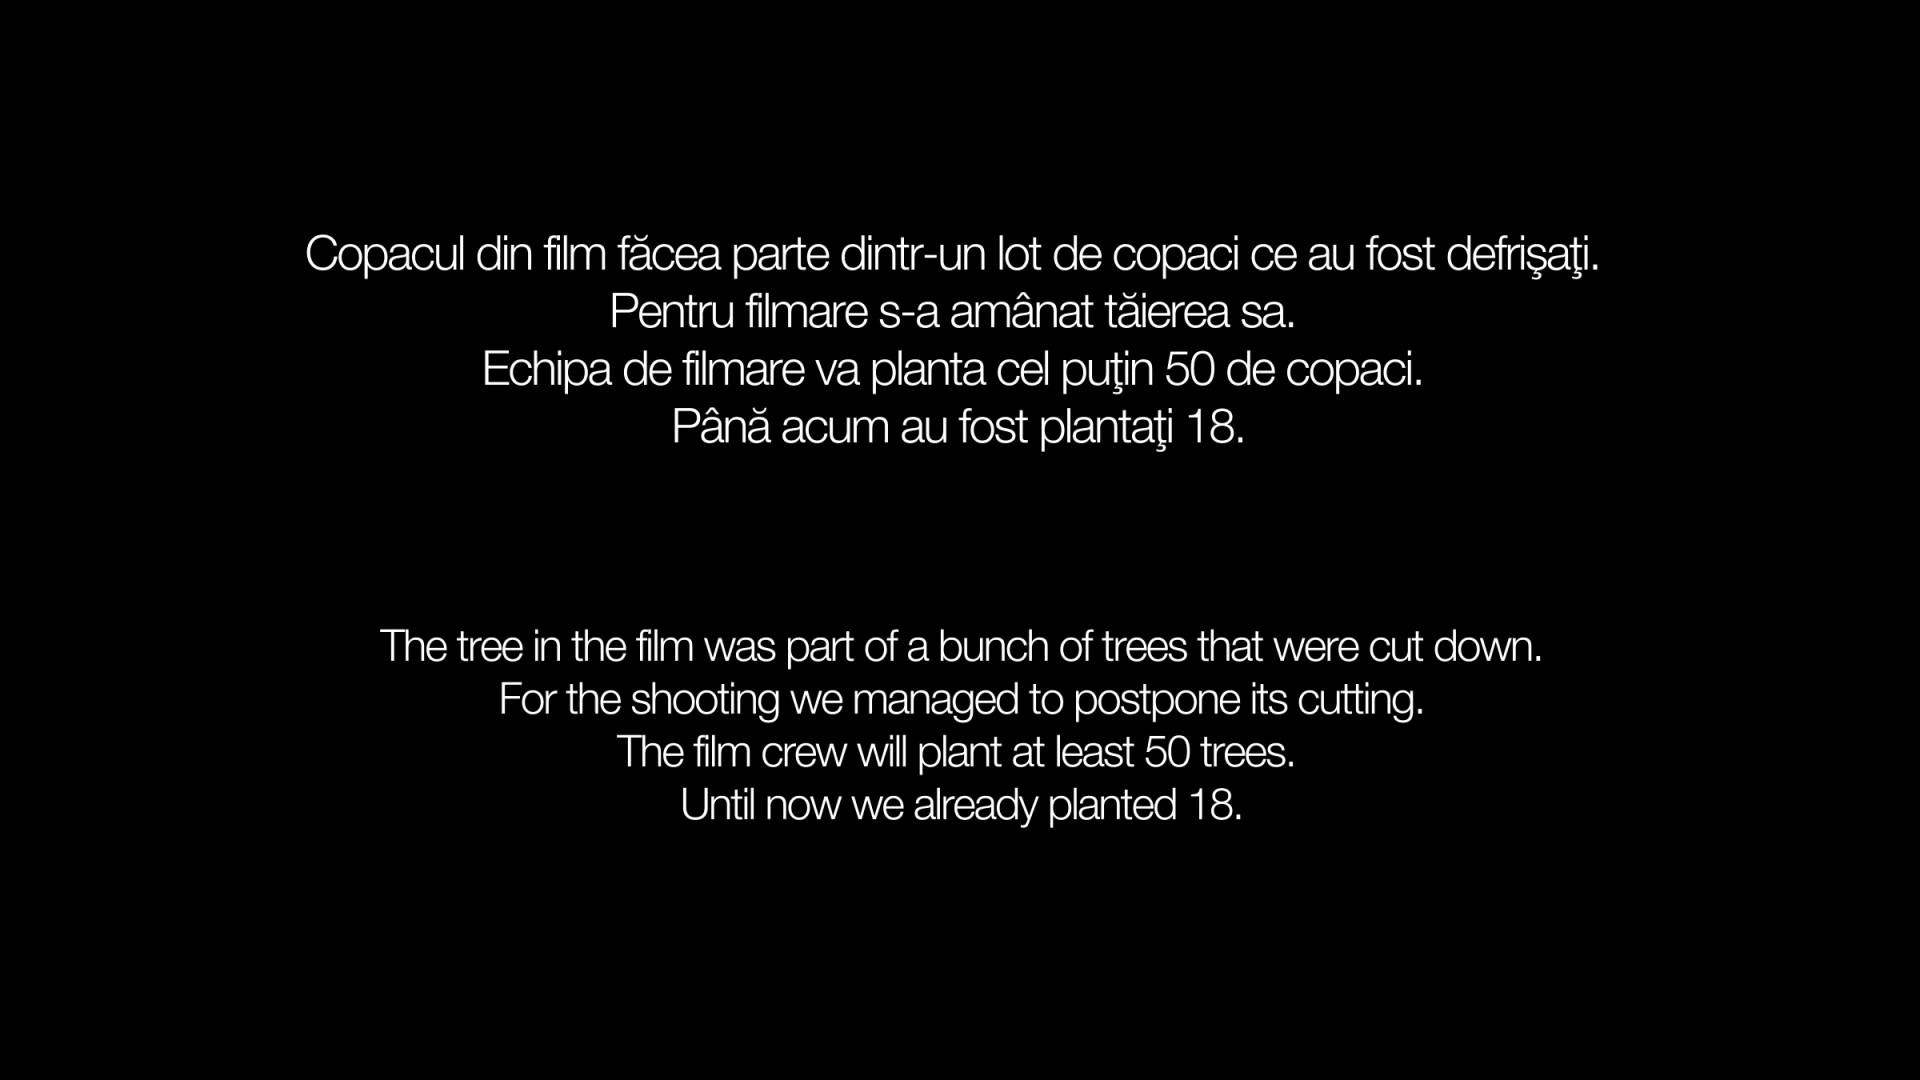 Copacul din film făcea parte dintr-un lot de copaci ce au fost defrişaţi.
Pentru filmare s-a amânat tăierea sa.
Echipa de filmare va planta cel puţin 50 de copaci.
Până acum au fost plantaţi 18.
The tree in the film was part of a bunch of trees that were cut down.
For the shooting we managed to postpone its cutting.
The film crew will plant at least 50 trees.
Until now we already planted 18.